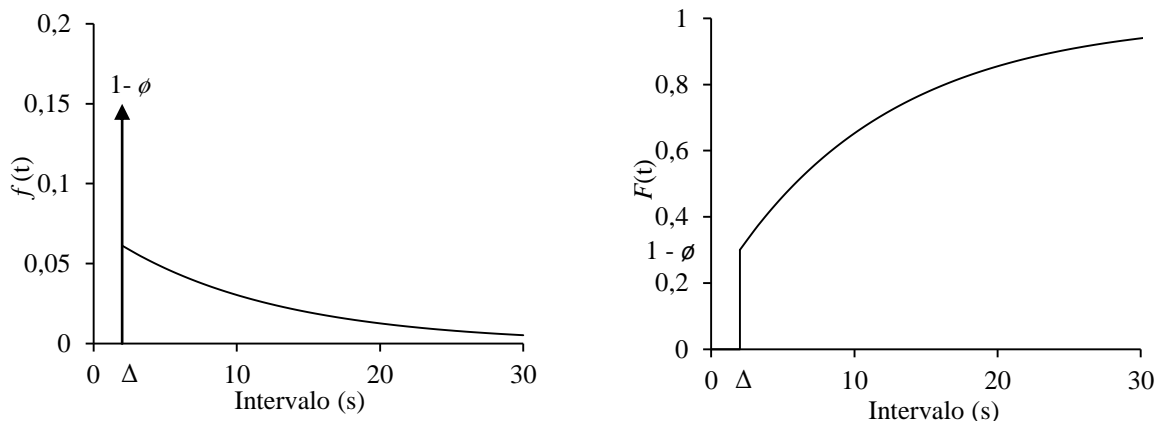 0,2
0,15
0,1
0,05
0
f (t)
1- ø
0 Δ 10 20 30
Intervalo (s)
1
0,8
0,6
0,4
0,2
0
F(t)
1 - ø
0 Δ 10 20 30
Intervalo (s)